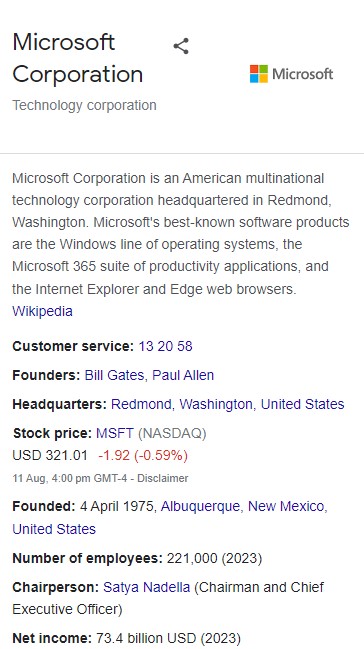 Microsoft
Corporation
Microsoft
Technology corporation
Microsoft Corporation is an American multinational
technology corporation headquartered in Redmond,
Washington. Microsoft's best-known software products
are the Windows line of operating systems, the
Microsoft 365 suite of productivity applications, and
the Internet Explorer and Edge web browsers.
Wikipedia
Customer service: 13 20 58
Founders: Bill Gates, Paul Allen
Headquarters: Redmond, Washington, United States
Stock price: MSFT (NASDAQ)
USD 321.01 -1.92 (-0.59%)
11 Aug, 4:00 pm GMT-4 - Disclaimer
Founded: 4 April 1975, Albuquerque, New Mexico,
United States
Number of employees: 221,000 (2023)
Chairperson: Satya Nadella (Chairman and Chief
Executive Officer)
Net income: 73.4 billion USD (2023)